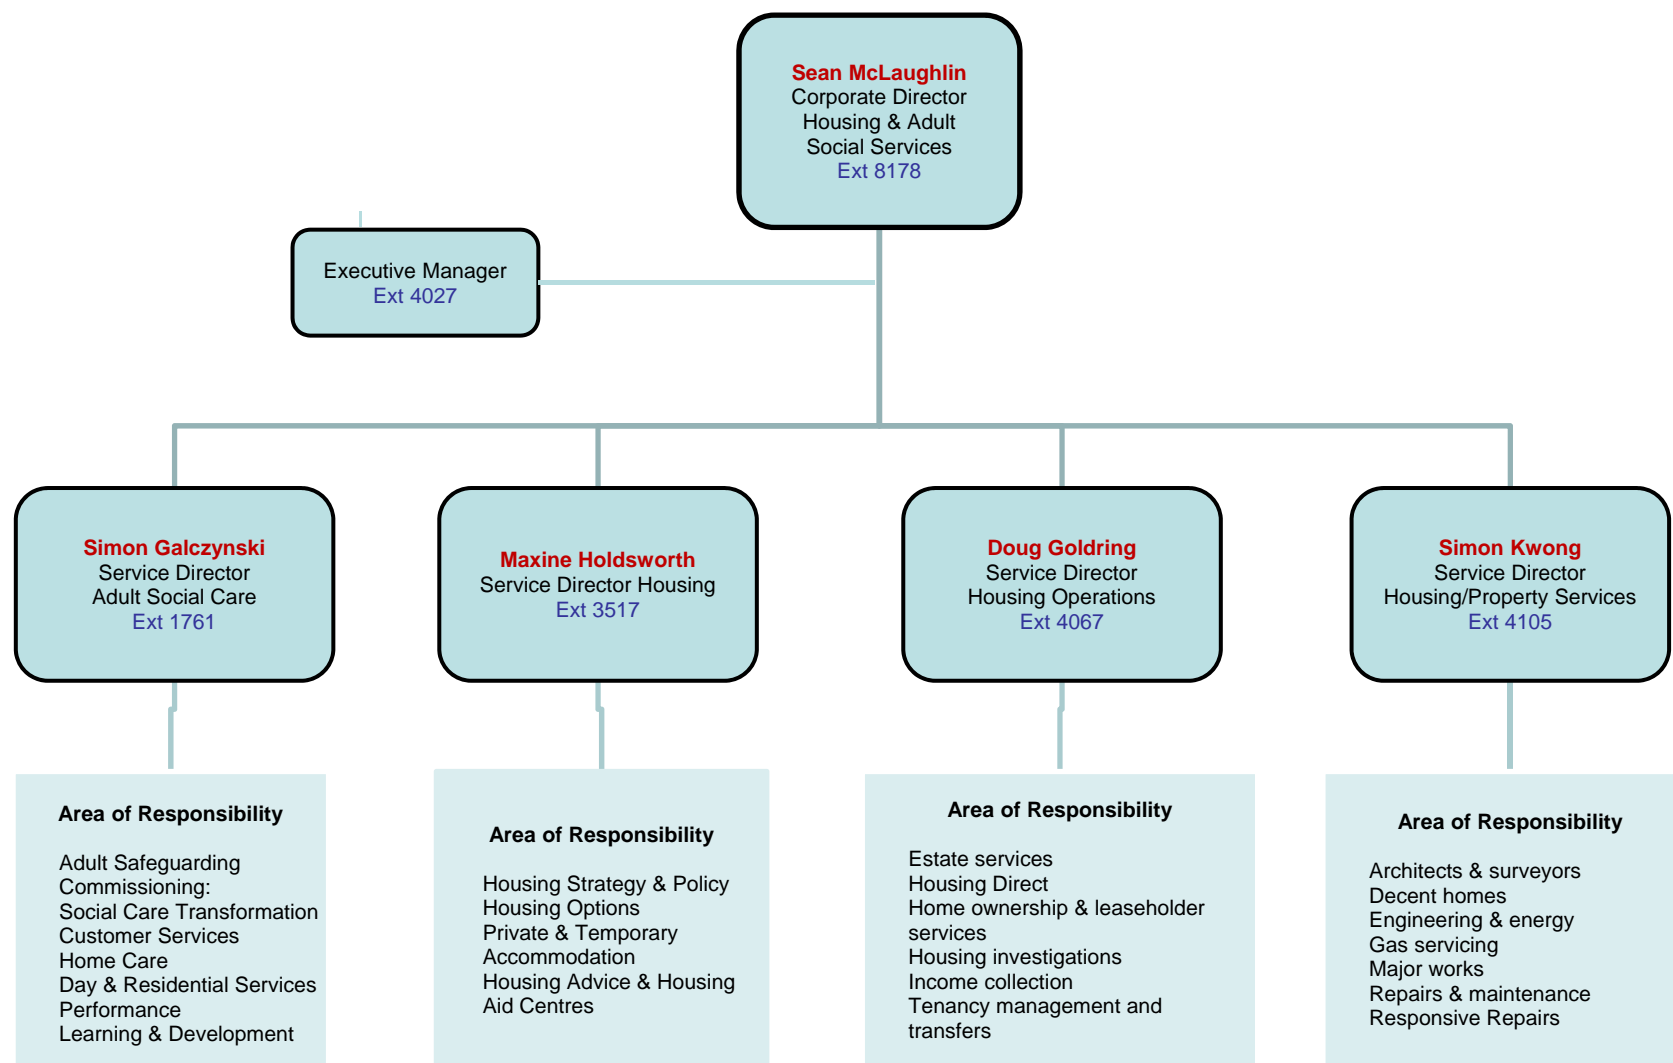 Sean McLaughlin
Corporate Director
Housing & Adult
Social Services
Ext 8178
Executive Manager
Ext 4027
Simon Galczynski
Service Director
Adult Social Care
Ext 1761
Maxine Holdsworth
Service Director Housing
Ext 3517
Doug Goldring
Service Director
Housing Operations
Ext 4067
Simon Kwong
Service Director
Housing/Property Services
Ext 4105
Area of Responsibility
Adult Safeguarding
Commissioning:
Social Care Transformation
Customer Services
Home Care
Day & Residential Services
Performance
Learning & Development
Area of Responsibility
Housing Strategy & Policy
Housing Options
Private & Temporary
Accommodation
Housing Advice & Housing
Aid Centres
Area of Responsibility
Estate services
Housing Direct
Home ownership & leaseholder
services
Housing investigations
Income collection
Tenancy management and
transfers
Area of Responsibility
Architects & surveyors
Decent homes
Engineering & energy
Gas servicing
Major works
Repairs & maintenance
Responsive Repairs